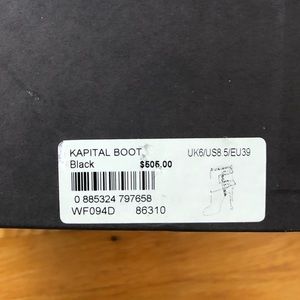 KAPITAL BOOT UK6/US8.5/EU39
Black $505.00
0 885324 797658
WF094D 86310